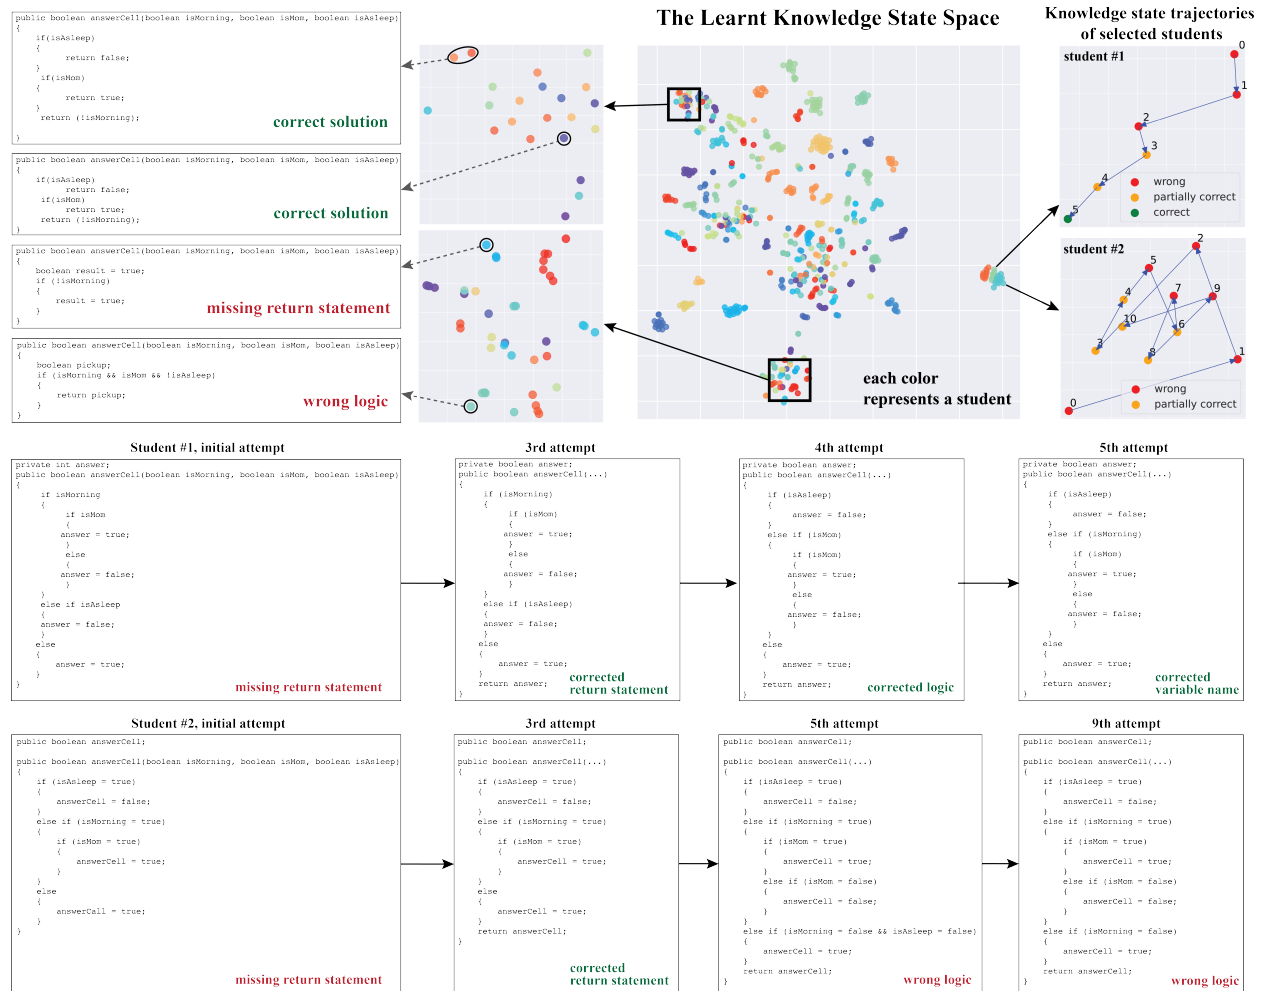 The Learnt Knowledge State Space
Knowledge state trajectories
of selected students
public boolean answerCell(boolean isMorning, boolean isMom, boolean isAsleep)
{
if(isAsleep)
{
return false;
}
if(isMom)
{
return true;
}
return (!isMorning);
}
correct solution
public boolean answerCell(boolean isMorning, boolean isMom, boolean isAsleep)
{
if(isAsleep)
return false;
if(isMom)
return true;
return (!isMorning);
}
correct solution
public boolean answerCell(boolean isMorning, boolean isMom, boolean isAsleep)
{
boolean result = true;
if (!isMorning)
{
result = true;
}
}
missing return statement
public boolean answerCell(boolean isMorning, boolean isMom, boolean isAsleep)
{
boolean pickup;
if (isMorning && isMom && !isAsleep)
{
return pickup;
}
}
wrong logic
each color
represents a student
student #1
0
1
2
3
4
5
wrong
partially correct
correct
student #2
2
5
4
7
9
10
6
3
8
1
0
wrong
partially correct
Student #1, initial attempt
private int answer;
public boolean answerCell(boolean isMorning, boolean isMom, boolean isAsleep)
{
if isMorning
{
if isMom
{
answer = true;
}
else
{
answer = false;
}
}
else if isAsleep
{
answer = false;
}
else
{
answer = true;
}
}
missing return statement
3rd attempt
private boolean answer;
public boolean answerCell(...)
{
if (isMorning)
{
if (isMom)
{
answer = true;
}
else
{
answer = false;
}
}
else if (isAsleep)
{
answer = false;
}
else
{
answer = true;
}
return answer;
}
corrected
return statement
4th attempt
private boolean answer;
public boolean answerCell(...)
{
if (isAsleep)
{
answer = false;
}
else if (isMom)
{
if (isMom)
{
answer = true;
}
else
{
answer = false;
}
}
else
{
answer = true;
}
return answer;
}
corrected logic
5th attempt
private boolean answer;
public boolean answerCell(...)
{
if (isAsleep)
{
answer = false;
}
else if (isMorning)
{
if (isMom)
{
answer = true;
}
else
{
answer = false;
}
}
else
{
answer = true;
}
return answer;
}
corrected
variable name
Student #2, initial attempt
public boolean answerCell;
public boolean answerCell(boolean isMorning, boolean isMom, boolean isAsleep)
{
if (isAsleep = true)
{
answerCell = false;
}
else if (isMorning = true)
{
if (isMom = true)
{
answerCell = true;
}
}
else
{
answerCall = true;
}
}
missing return statement
3rd attempt
public boolean answerCell;
public boolean answerCell(...)
{
if (isAsleep = true)
{
answerCell = false;
}
else if (isMorning = true)
{
if (isMom = true)
{
answerCell = true;
}
}
else
{
answerCell = true;
}
return answerCell;
}
corrected
return statement
5th attempt
public boolean answerCell;
public boolean answerCell(...)
{
if (isAsleep = true)
{
answerCell = false;
}
else if (isMorning = true)
{
if (isMom = true)
{
answerCell = true;
}
else if (isMom = false)
{
answerCell = false;
}
}
else if (isMorning = false && isAsleep = false)
{
answerCell = true;
}
return answerCell;
}
wrong logic
9th attempt
public boolean answerCell;
public boolean answerCell(...)
{
if (isAsleep = true)
{
answerCell = false;
}
else if (isMorning = true)
{
if (isMom = true)
{
answerCell = true;
}
else if (isMom = false)
{
answerCell = false;
}
}
else if (isMorning = false)
{
answerCell = true;
}
return answerCell;
}
wrong logic